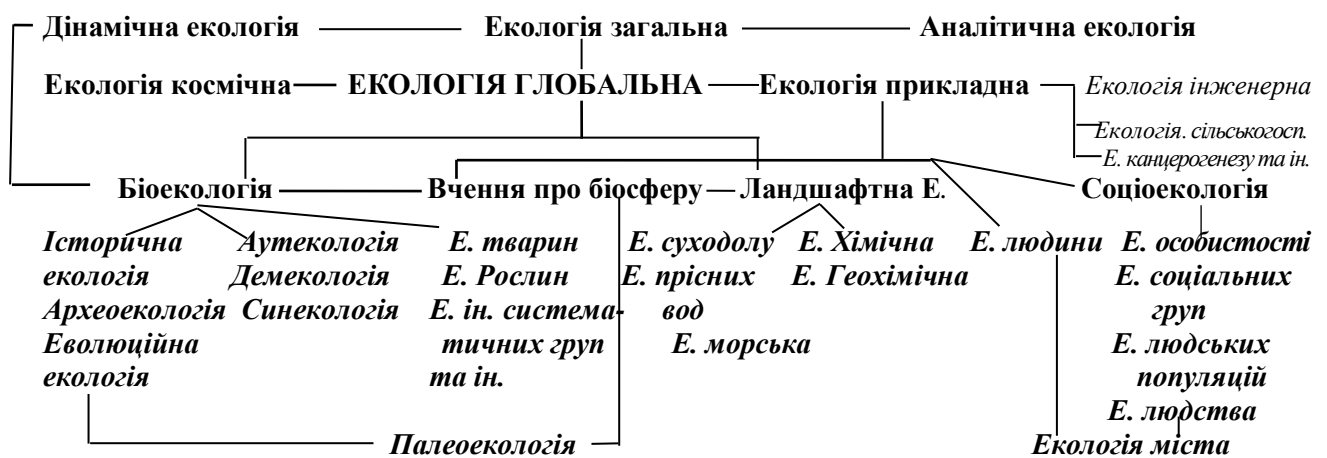 Дінамічна екологія Екологія загальна Аналітична екологія
Екологія космічна ЕКОЛОГІЯ ГЛОБАЛЬНА Екологія прикладна Екологія інженерна
Екологія. сільськогосп.
Е. канцерогенезу та ін.
Біоекологія Вчення про біосферу Ландшафтна Е. Соціоекологія
Історична Аутекологія Е. тварин Е. суходолу Е. Хімічна Е. людини Е. особистості
екологія Демекологія Е. Рослин Е. прісних Е. Геохімічна Е. соціальних
Археоекологія Синекологія Е. ін. система- вод груп
Еволюційна тичних груп Е. морська Е. людських
екологія та ін. популяцій
Е. людства
Палеоекологія Екологія міста